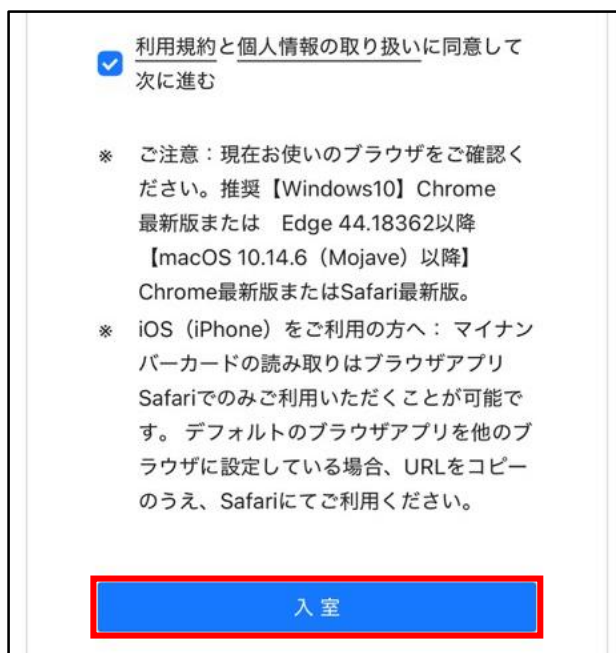 利用規約と個人情報の取り扱いに同意して
次に進む
※ ご注意：現在お使いのブラウザをご確認く
ださい。推奨【Windows10】Chrome
最新版または　Edge 44.18362以降
【macOS 10.14.6（Mojave）以降】
Chrome最新版またはSafari最新版。
※ iOS（iPhone）をご利用の方へ： マイナン
バーカードの読み取りはブラウザアプリ
Safariでのみご利用いただくことが可能で
す。 デフォルトのブラウザアプリを他のブ
ラウザに設定している場合、URLをコピー
のうえ、Safariにてご利用ください。
入 室